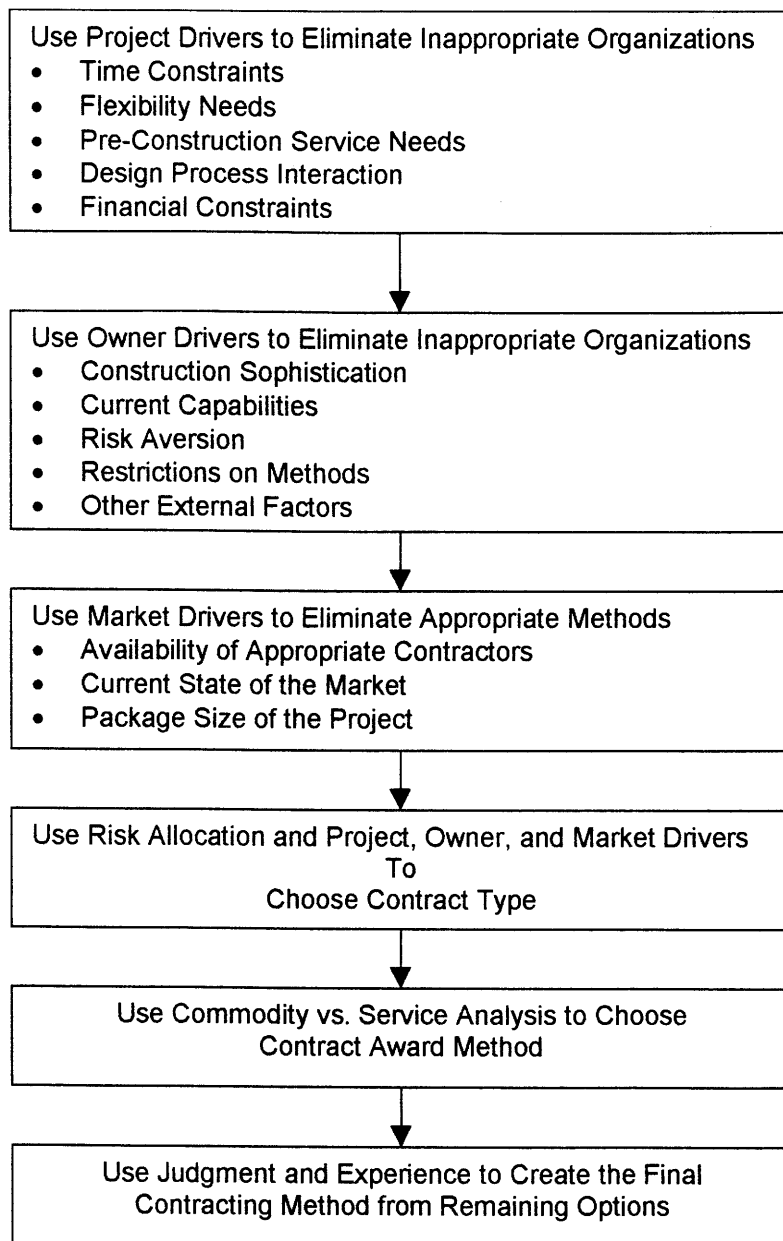 Use Project Drivers to Eliminate Inappropriate Organizations
• Time Constraints
• Flexibility Needs
• Pre-Construction Service Needs
• Design Process Interaction
• Financial Constraints
Use Owner Drivers to Eliminate Inappropriate Organizations
• Construction Sophistication
• Current Capabilities
• Risk Aversion
• Restrictions on Methods
• Other External Factors
Use Market Drivers to Eliminate Appropriate Methods
• Availability of Appropriate Contractors
• Current State of the Market
• Package Size of the Project
Use Risk Allocation and Project, Owner, and Market Drivers
To
Choose Contract Type
Use Commodity vs. Service Analysis to Choose
Contract Award Method
Use Judgment and Experience to Create the Final
Contracting Method from Remaining Options